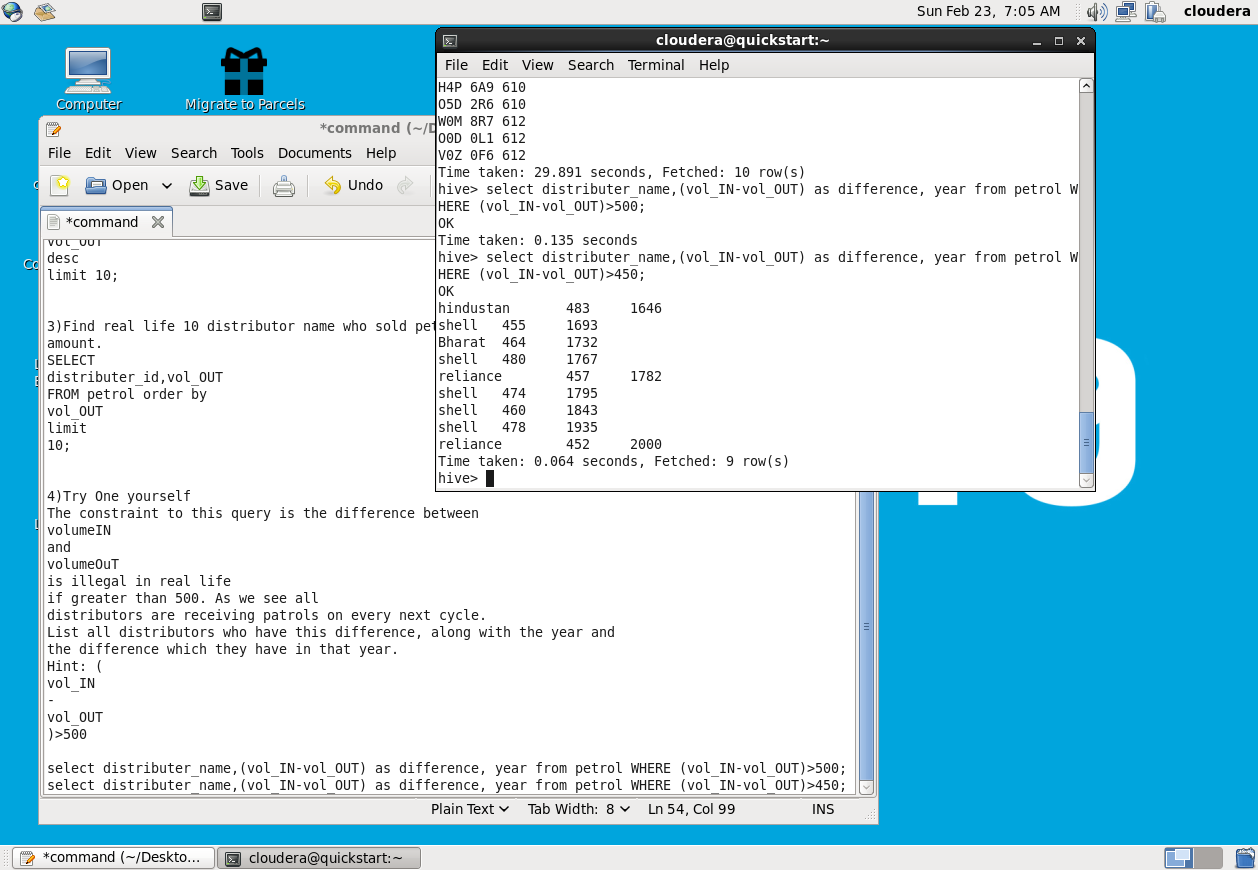 Sun Feb 23, 7:05 AM
cloudera
Computer
Migrate to Parcels
*command (~/D
File Edit View Search Tools Documents Help
Open Save Undo
*command
vol_OUT
desc
limit 10;
3)Find real life 10 distributor name who sold pet
amount.
SELECT
distributer_id,vol_OUT
FROM petrol order by
vol_OUT
limit
10;
4)Try One yourself
The constraint to this query is the difference between
volumeIN
and
volumeOuT
is illegal in real life
if greater than 500. As we see all
distributors are receiving patrols on every next cycle.
List all distributors who have this difference, along with the year and
the difference which they have in that year.
Hint: (
vol_IN
-
vol_OUT
)>500
select distributer_name,(vol_IN-vol_OUT) as difference, year from petrol WHERE (vol_IN-vol_OUT)>500;
select distributer_name,(vol_IN-vol_OUT) as difference, year from petrol WHERE (vol_IN-vol_OUT)>450;
Plain Text Tab Width: 8 Ln 54, Col 99 INS
cloudera@quickstart:~
File Edit View Search Terminal Help
H4P 6A9 610
O5D 2R6 610
W0M 8R7 612
O0D 0L1 612
V0Z 0F6 612
Time taken: 29.891 seconds, Fetched: 10 row(s)
hive> select distributer_name,(vol_IN-vol_OUT) as difference, year from petrol W
HERE (vol_IN-vol_OUT)>500;
OK
Time taken: 0.135 seconds
hive> select distributer_name,(vol_IN-vol_OUT) as difference, year from petrol W
HERE (vol_IN-vol_OUT)>450;
OK
hindustan 483 1646
shell 455 1693
Bharat 464 1732
shell 480 1767
reliance 457 1782
shell 474 1795
shell 460 1843
shell 478 1935
reliance 452 2000
Time taken: 0.064 seconds, Fetched: 9 row(s)
hive>
*command (~/Deskto...
cloudera@quickstart:~